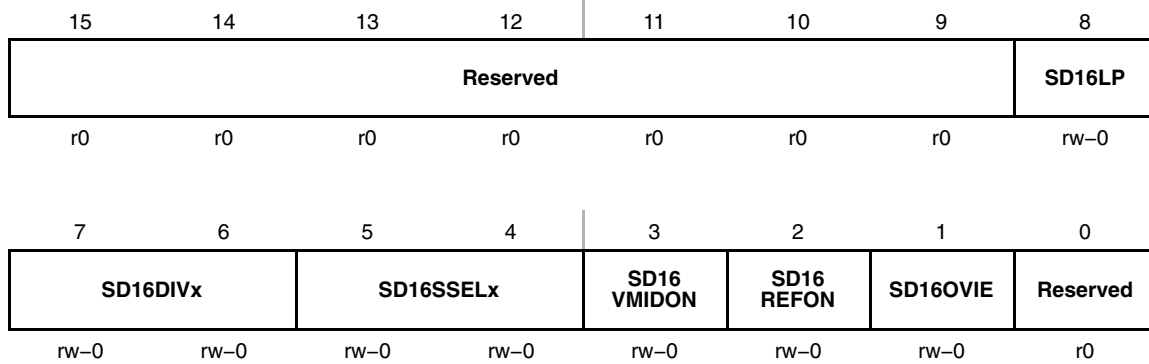 15 14 13 12 11 10 9 8
Reserved SD16LP
r0 r0 r0 r0 r0 r0 r0 rw−0
7 6 5 4 3 2 1 0
SD16DIVx SD16SSELx SD16 VMIDON SD16 REFON SD16OVIE Reserved
rw−0 rw−0 rw−0 rw−0 rw−0 rw−0 rw−0 r0